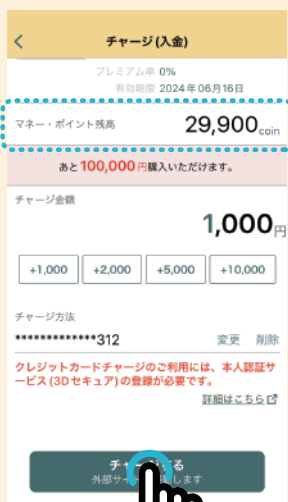 チャージ(入金)
プレミアム率 0%
有効期限 2024年06月16日
マネー・ポイント残高 29,900 coin
あと100,000円購入いただけます。
チャージ金額
1,000円
+1,000 +2,000 +5,000 +10,000
チャージ方法
*************312 変更 削除
クレジットカードチャージのご利用には、本人認証サ
ービス(3Dセキュア)の登録が必要です。
詳細はこちら
チャ る
外部サ します